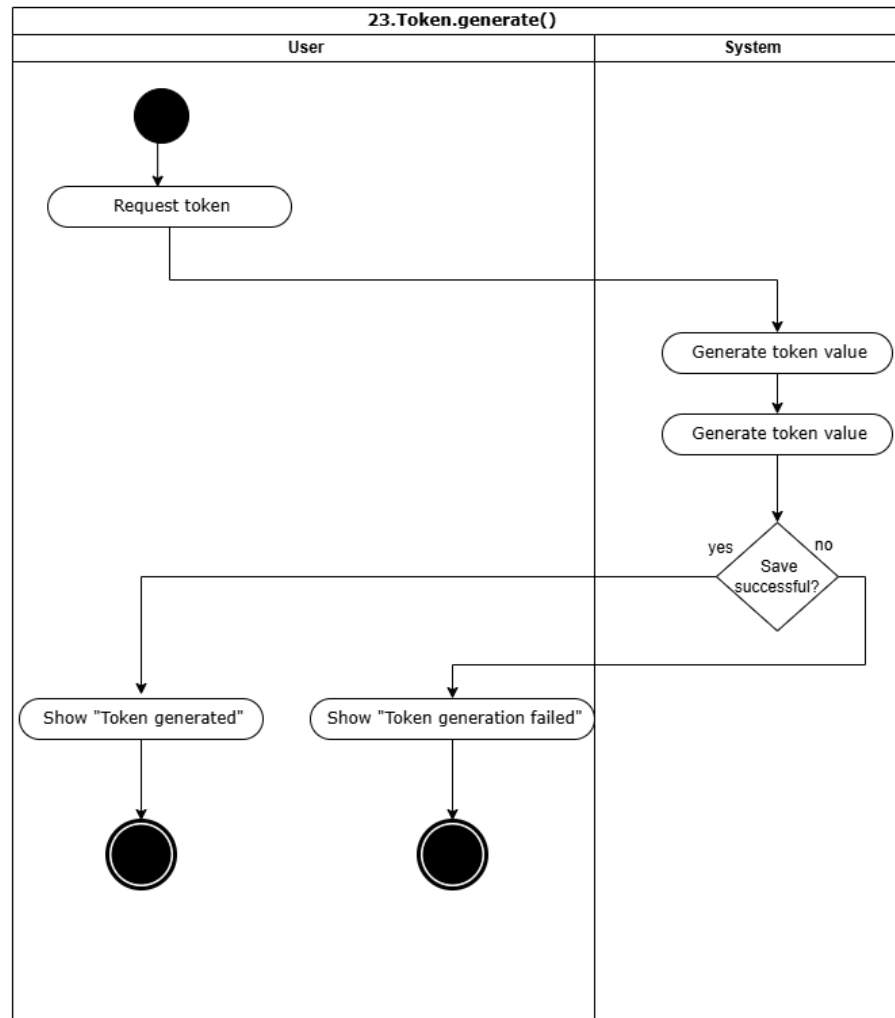 23.Token.generate()
User
System
Request token
Generate token value
Generate token value
yes
no
Save
successful?
Show "Token generated"
Show "Token generation failed"